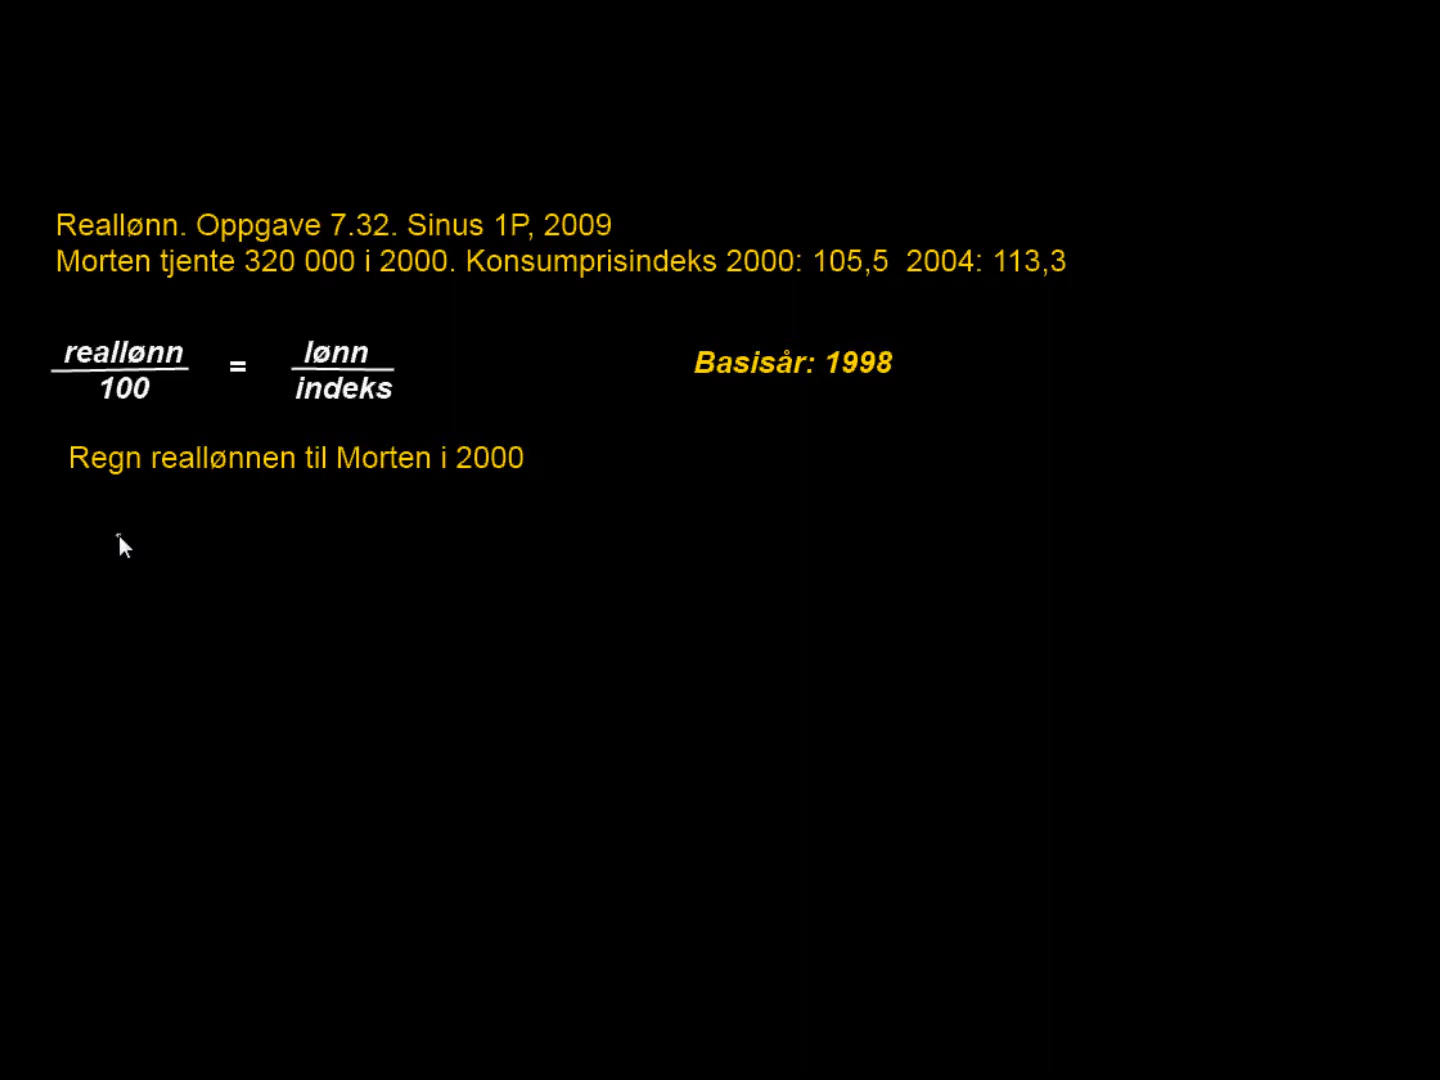 Reallønn. Oppgave 7.32. Sinus 1P, 2009
Morten tjente 320 000 i 2000. Konsumprisindeks 2000: 105,5  2004: 113,3
reallønn
100
=
lønn
indeks
Basisår: 1998
Regn reallønnen til Morten i 2000